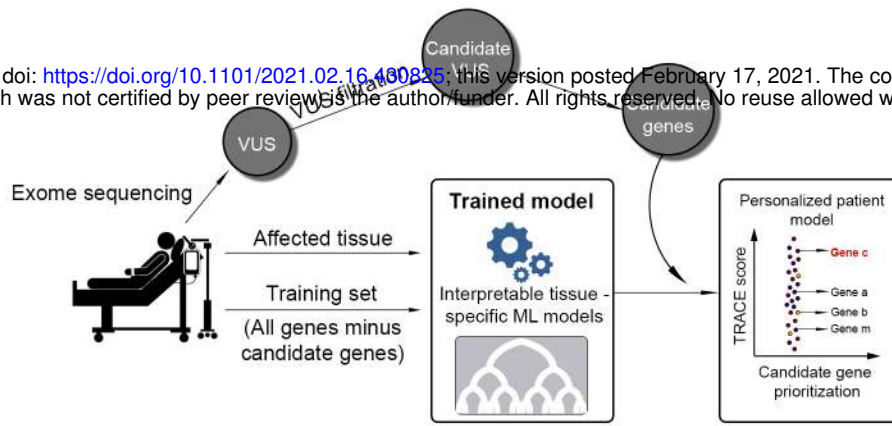 Candidate
VUS
doi: https://doi.org/10.1101/2021.02.16.430825; this version posted February 17, 2021. The co
h was not certified by peer review) is the author/funder. All rights reserved. No reuse allowed w
VUS filtration
Candidate
genes
VUS
Exome sequencing
Affected tissue
Training set
(All genes minus
candidate genes)
Trained model
Interpretable tissue -
specific ML models
Personalized patient
model
TRACE score
Gene c
Gene a
Gene b
Gene m
Candidate gene
prioritization